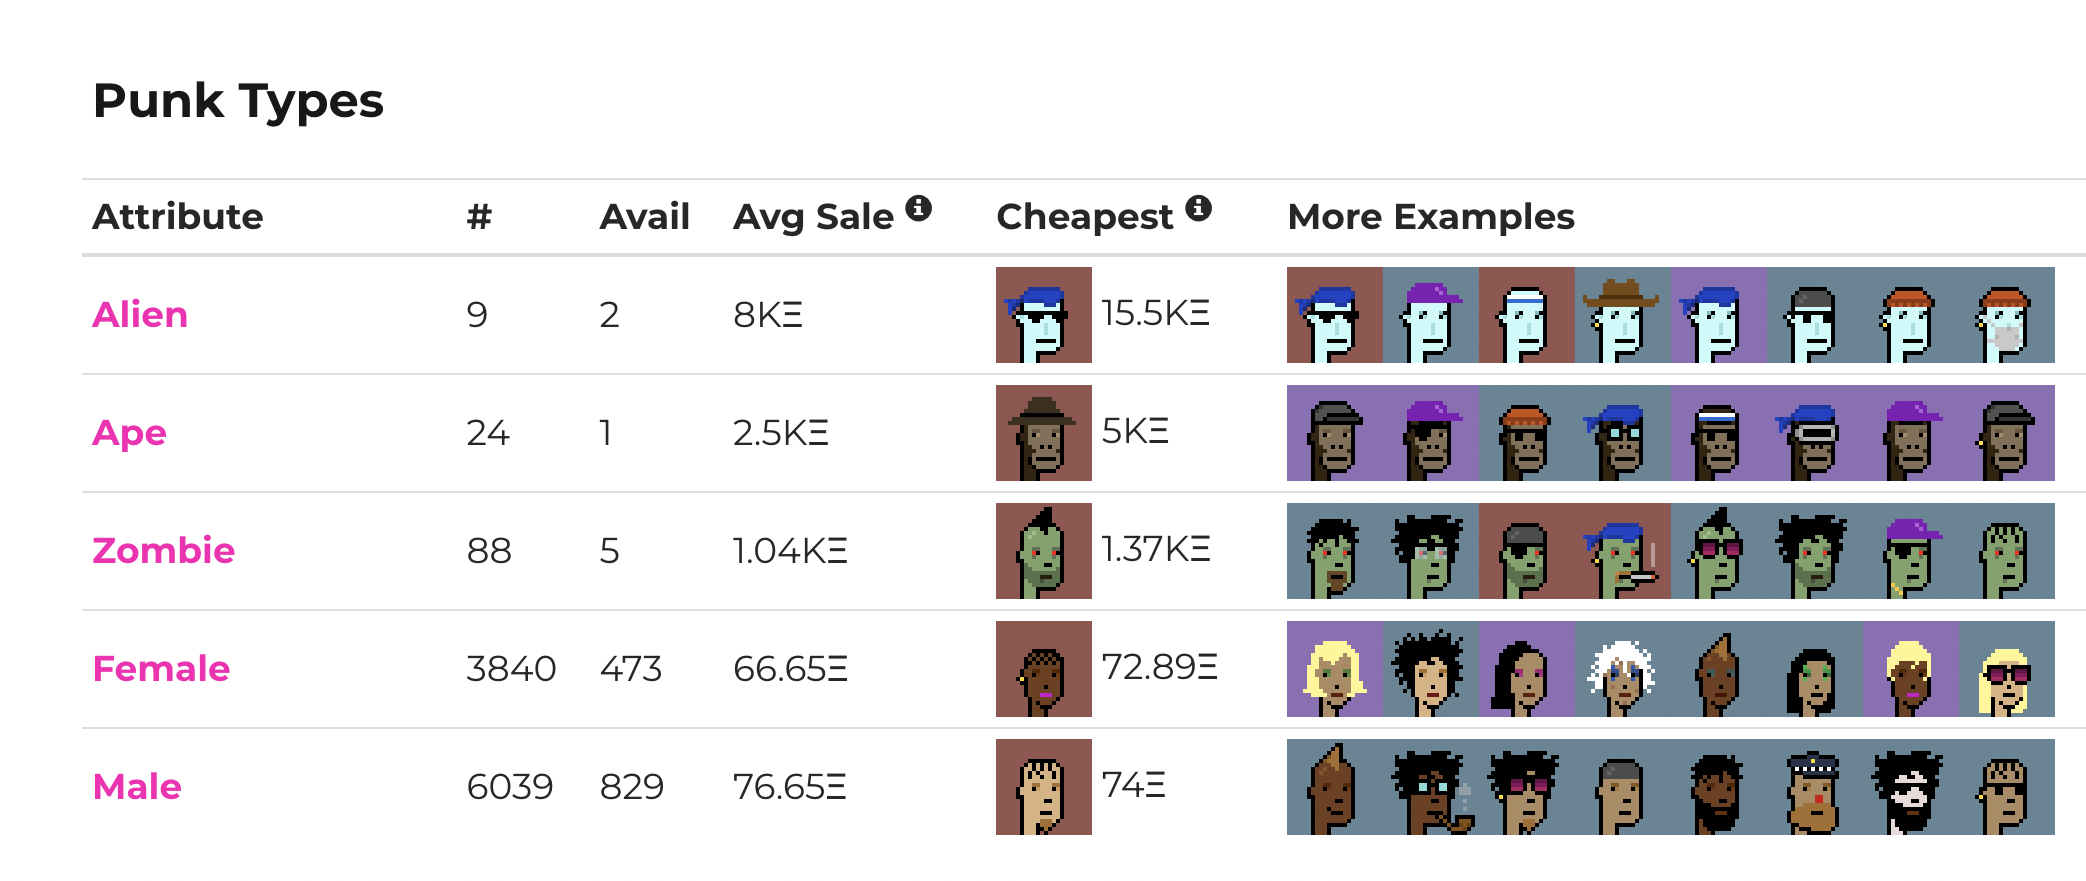 Punk Types
Attribute # Avail Avg Sale Cheapest More Examples
Alien 9 2 8KΞ 15.5KΞ
Ape 24 1 2.5KΞ 5KΞ
Zombie 88 5 1.04KΞ 1.37KΞ
Female 3840 473 66.65Ξ 72.89Ξ
Male 6039 829 76.65Ξ 74Ξ